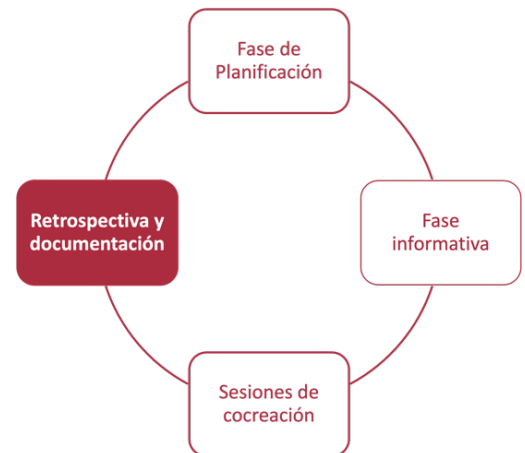 Fase de
Planificación
Fase
informativa
Sesiones de
cocreación
Retrospectiva y
documentación